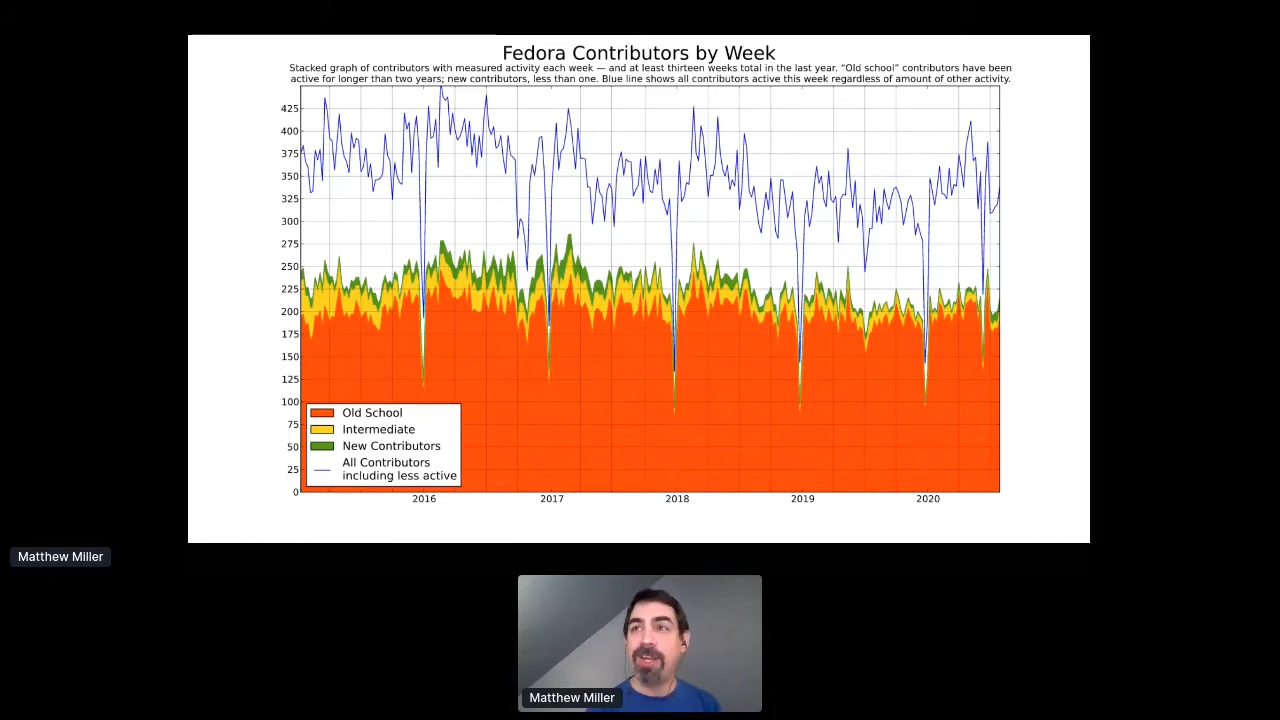 Fedora Contributors by Week
Stacked graph of contributors with measured activity each week — and at least thirteen weeks total in the last year. “Old school” contributors have been
active for longer than two years; new contributors, less than one. Blue line shows all contributors active this week regardless of amount of other activity.
425
400
375
350
325
300
275
250
225
200
175
150
125
100
75
50
25
0
Old School
Intermediate
New Contributors
All Contributors
including less active
2016
2017
2018
2019
2020
Matthew Miller
Matthew Miller